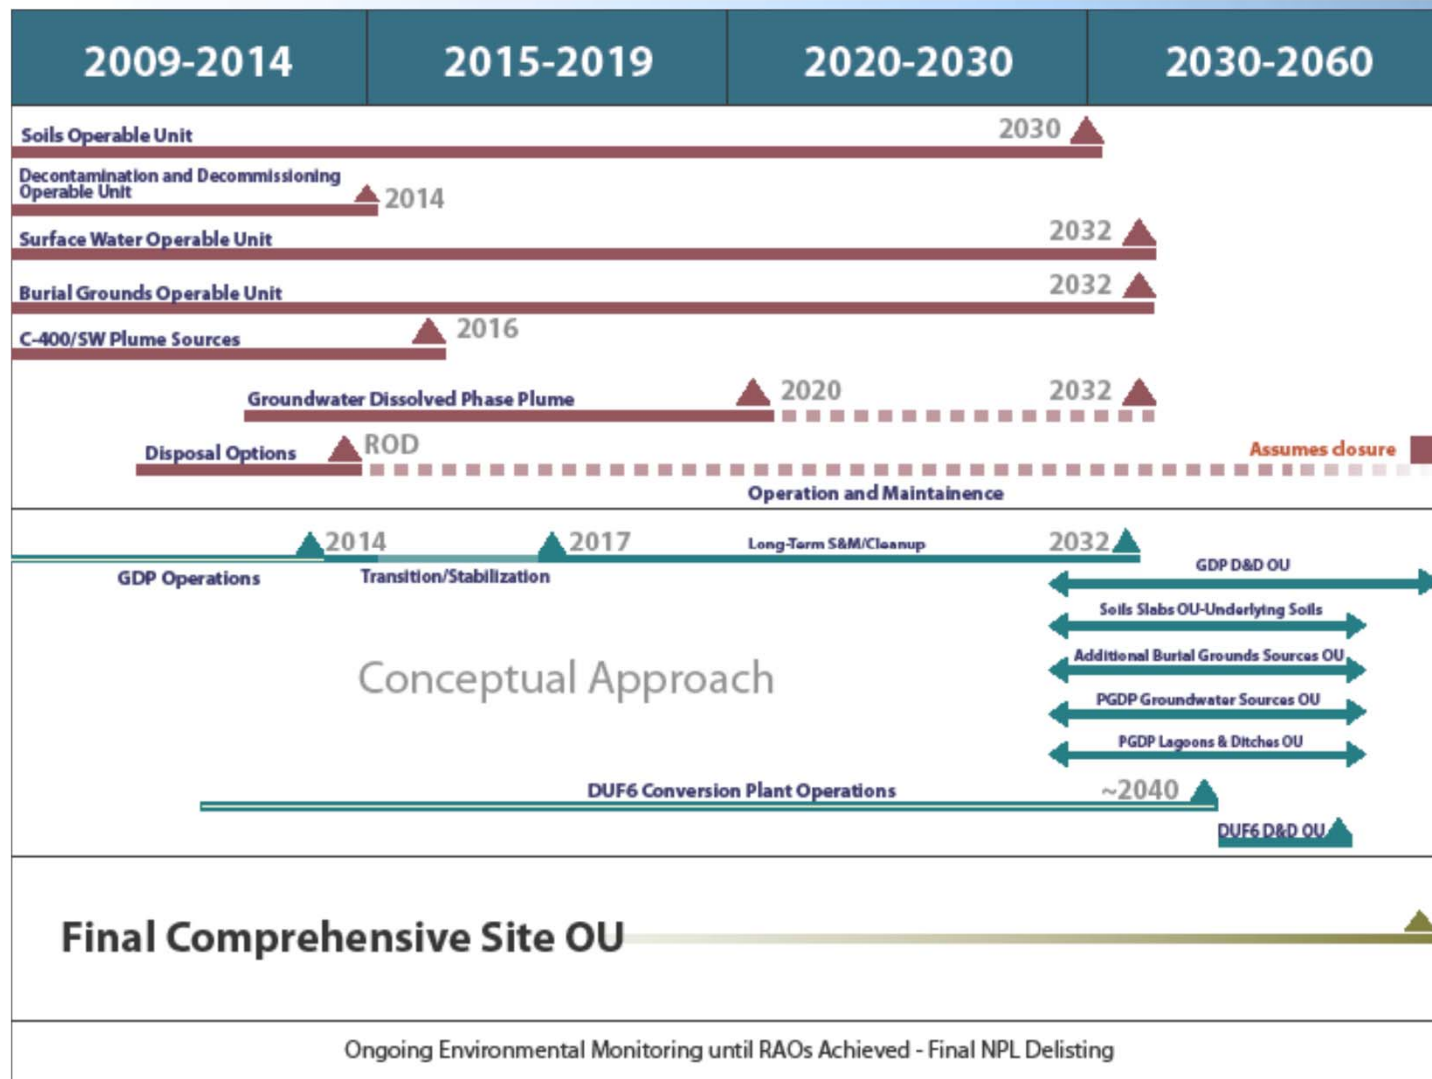 2009-2014
2015-2019
2020-2030
2030-2060
Soils Operable Unit
2030
Decontamination and Decommissioning
Operable Unit
2014
Surface Water Operable Unit
2032
Burial Grounds Operable Unit
2032
C-400/SW Plume Sources
2016
Groundwater Dissolved Phase Plume
2020
2032
Disposal Options
ROD
Assumes closure
Operation and Maintainence
2014
2017
Long-Term S&M/Cleanup
2032
GDP Operations
Transition/Stabilization
GDP D&D OU
Soils Slabs OU-Underlying Soils
Additional Burial Grounds Sources OU
PGDP Groundwater Sources OU
PGDP Lagoons & Ditches OU
Conceptual Approach
DUF6 Conversion Plant Operations
~2040
DUF6 D&D OU
Final Comprehensive Site OU
Ongoing Environmental Monitoring until RAOs Achieved - Final NPL Delisting